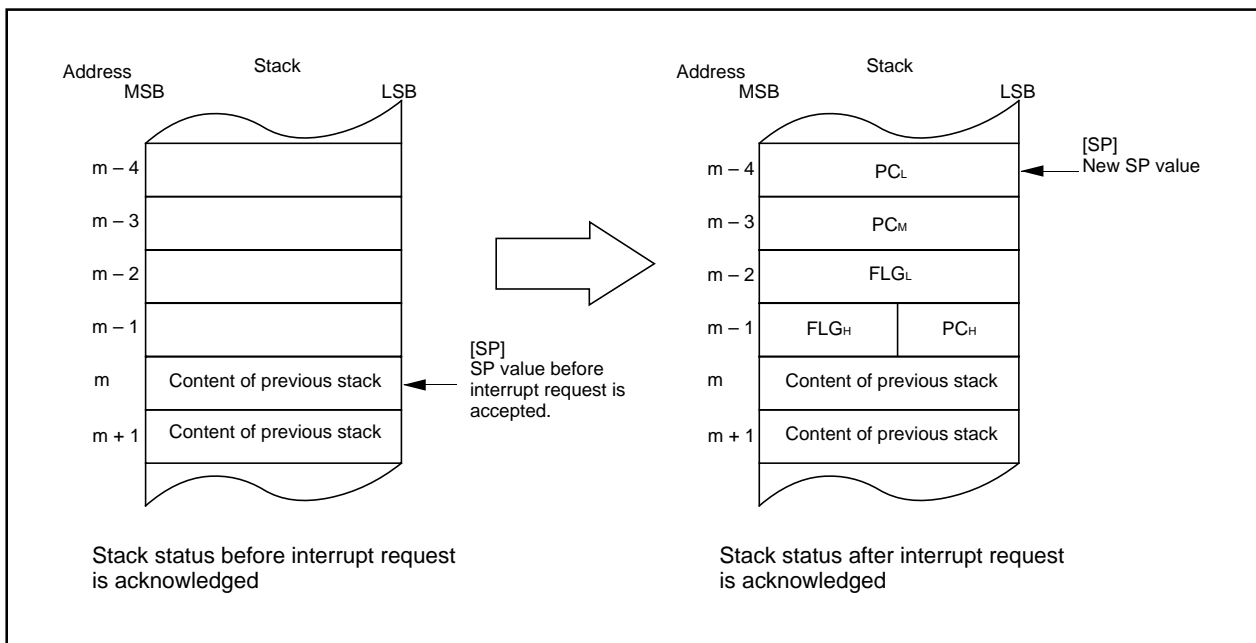 Address
Stack
MSB
LSB
m – 4
m – 3
m – 2
m – 1
m
Content of previous stack
m + 1
Content of previous stack
[SP]
SP value before
interrupt request is
accepted.
Stack status before interrupt request
is acknowledged
Address
Stack
MSB
LSB
m – 4
PCL
m – 3
PCM
m – 2
FLGL
m – 1
FLGH
PCH
m
Content of previous stack
m + 1
Content of previous stack
[SP]
New SP value
Stack status after interrupt request
is acknowledged